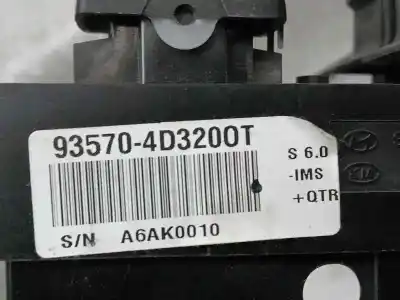 93570-4D3200T
S 6.0
-IMS
+QTR
S/N A6AK0010